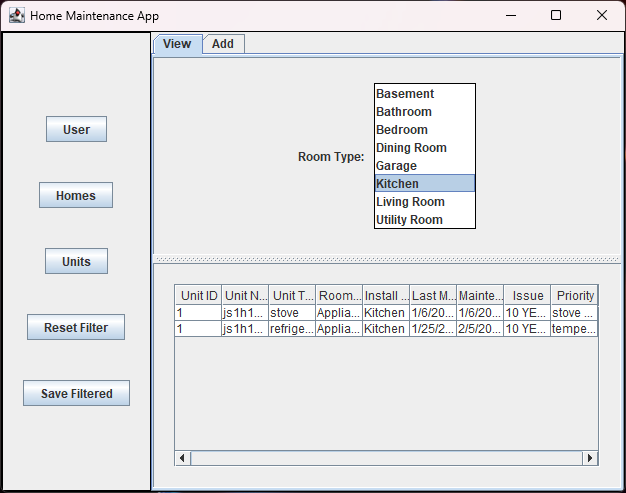 Home Maintenance App
View Add
User
Homes
Units
Reset Filter
Save Filtered
Room Type:
Basement
Bathroom
Bedroom
Dining Room
Garage
Kitchen
Living Room
Utility Room
Unit ID Unit N... Unit T... Room... Install ... Last M... Mainte... Issue Priority
1 js1h1... stove Applia... Kitchen 1/6/20... 1/6/20... 10 YE... stove ...
1 js1h1... refrige... Applia... Kitchen 1/25/2... 2/5/20... 10 YE... tempe...